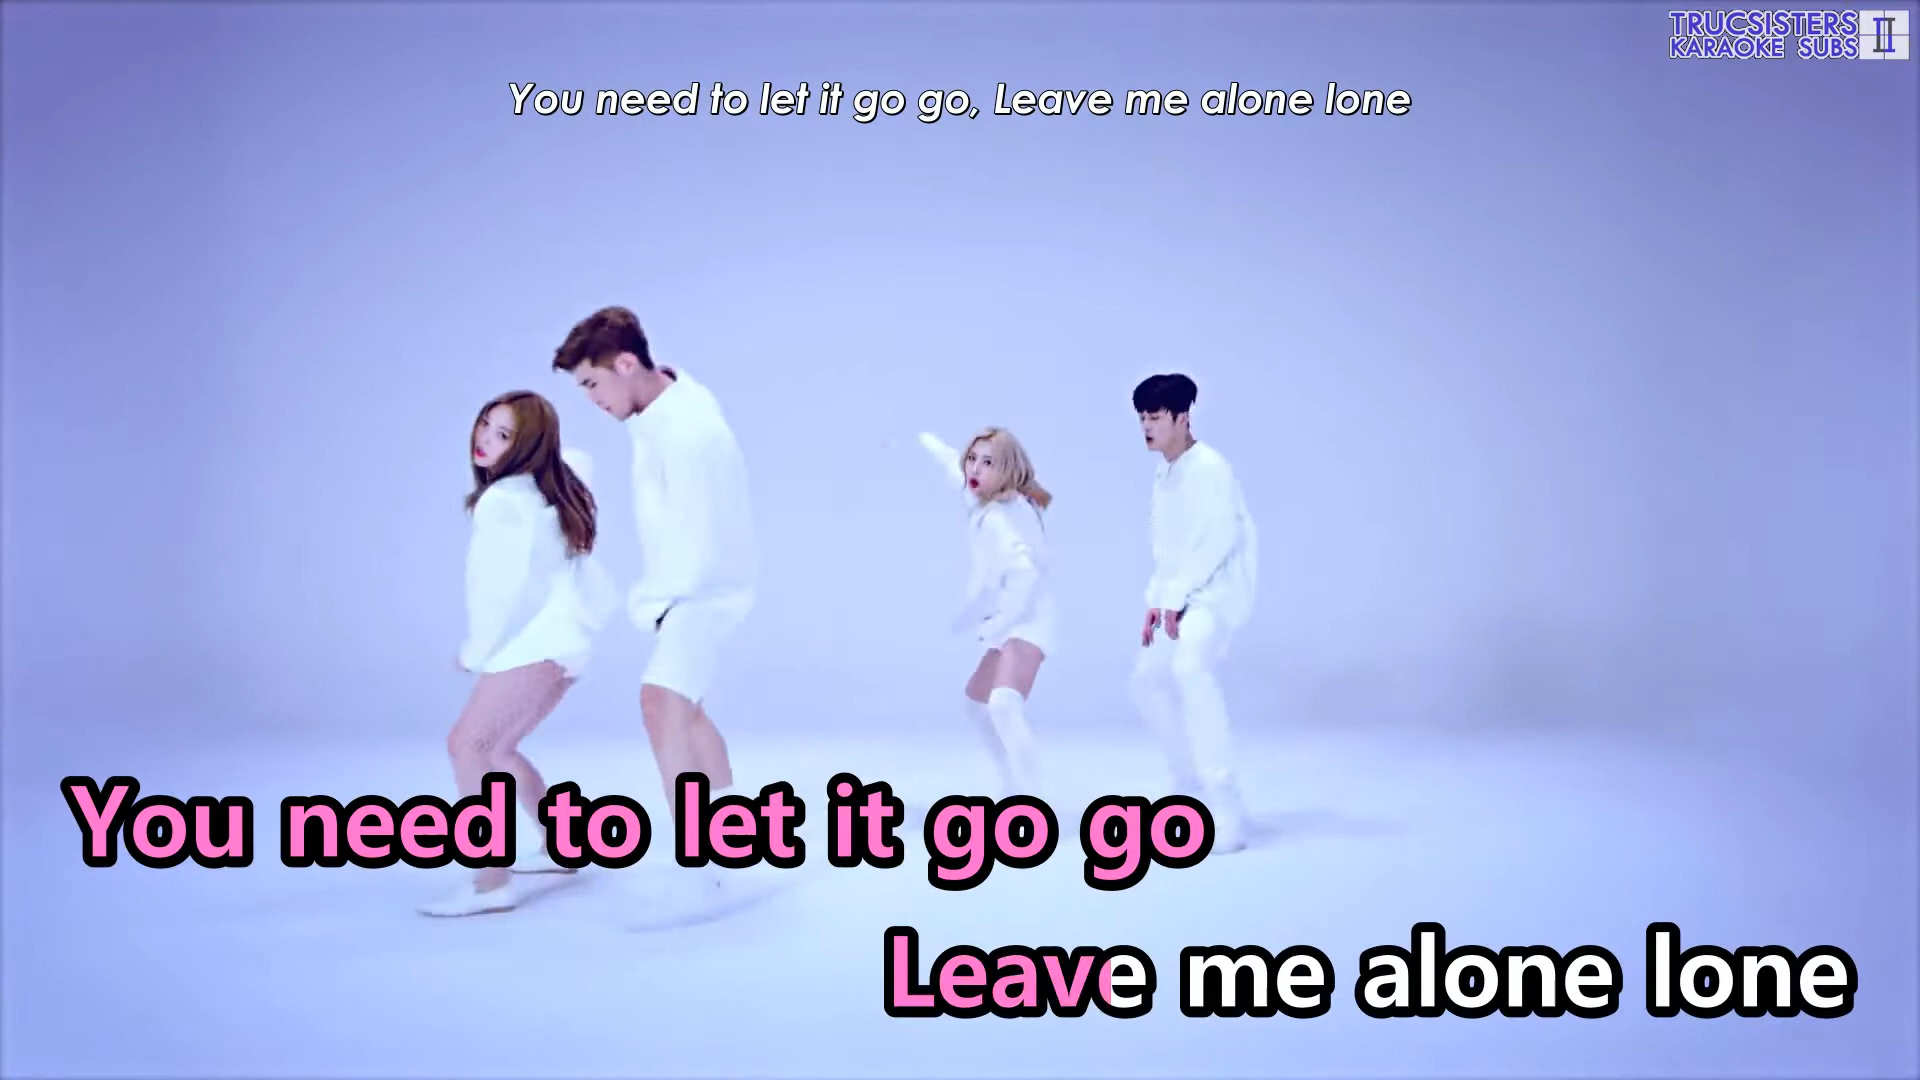 TRUCSISTERS
KARAOKE SUBS II
You need to let it go go, Leave me alone lone
You need to let it go go
Leave me alone lone